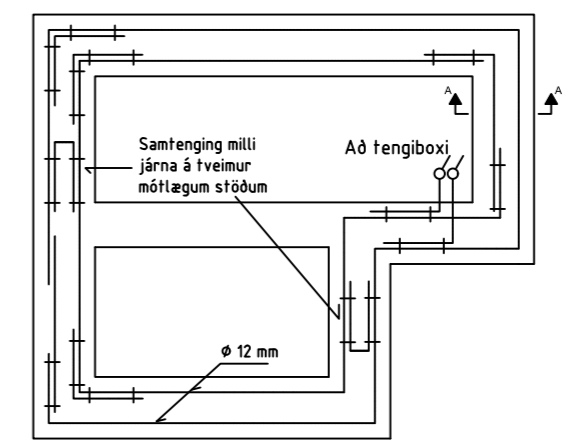 A
A
Samtenging milli
járna á tveimur
mótlægum stöðum
Að tengiboxi
Ø 12 mm